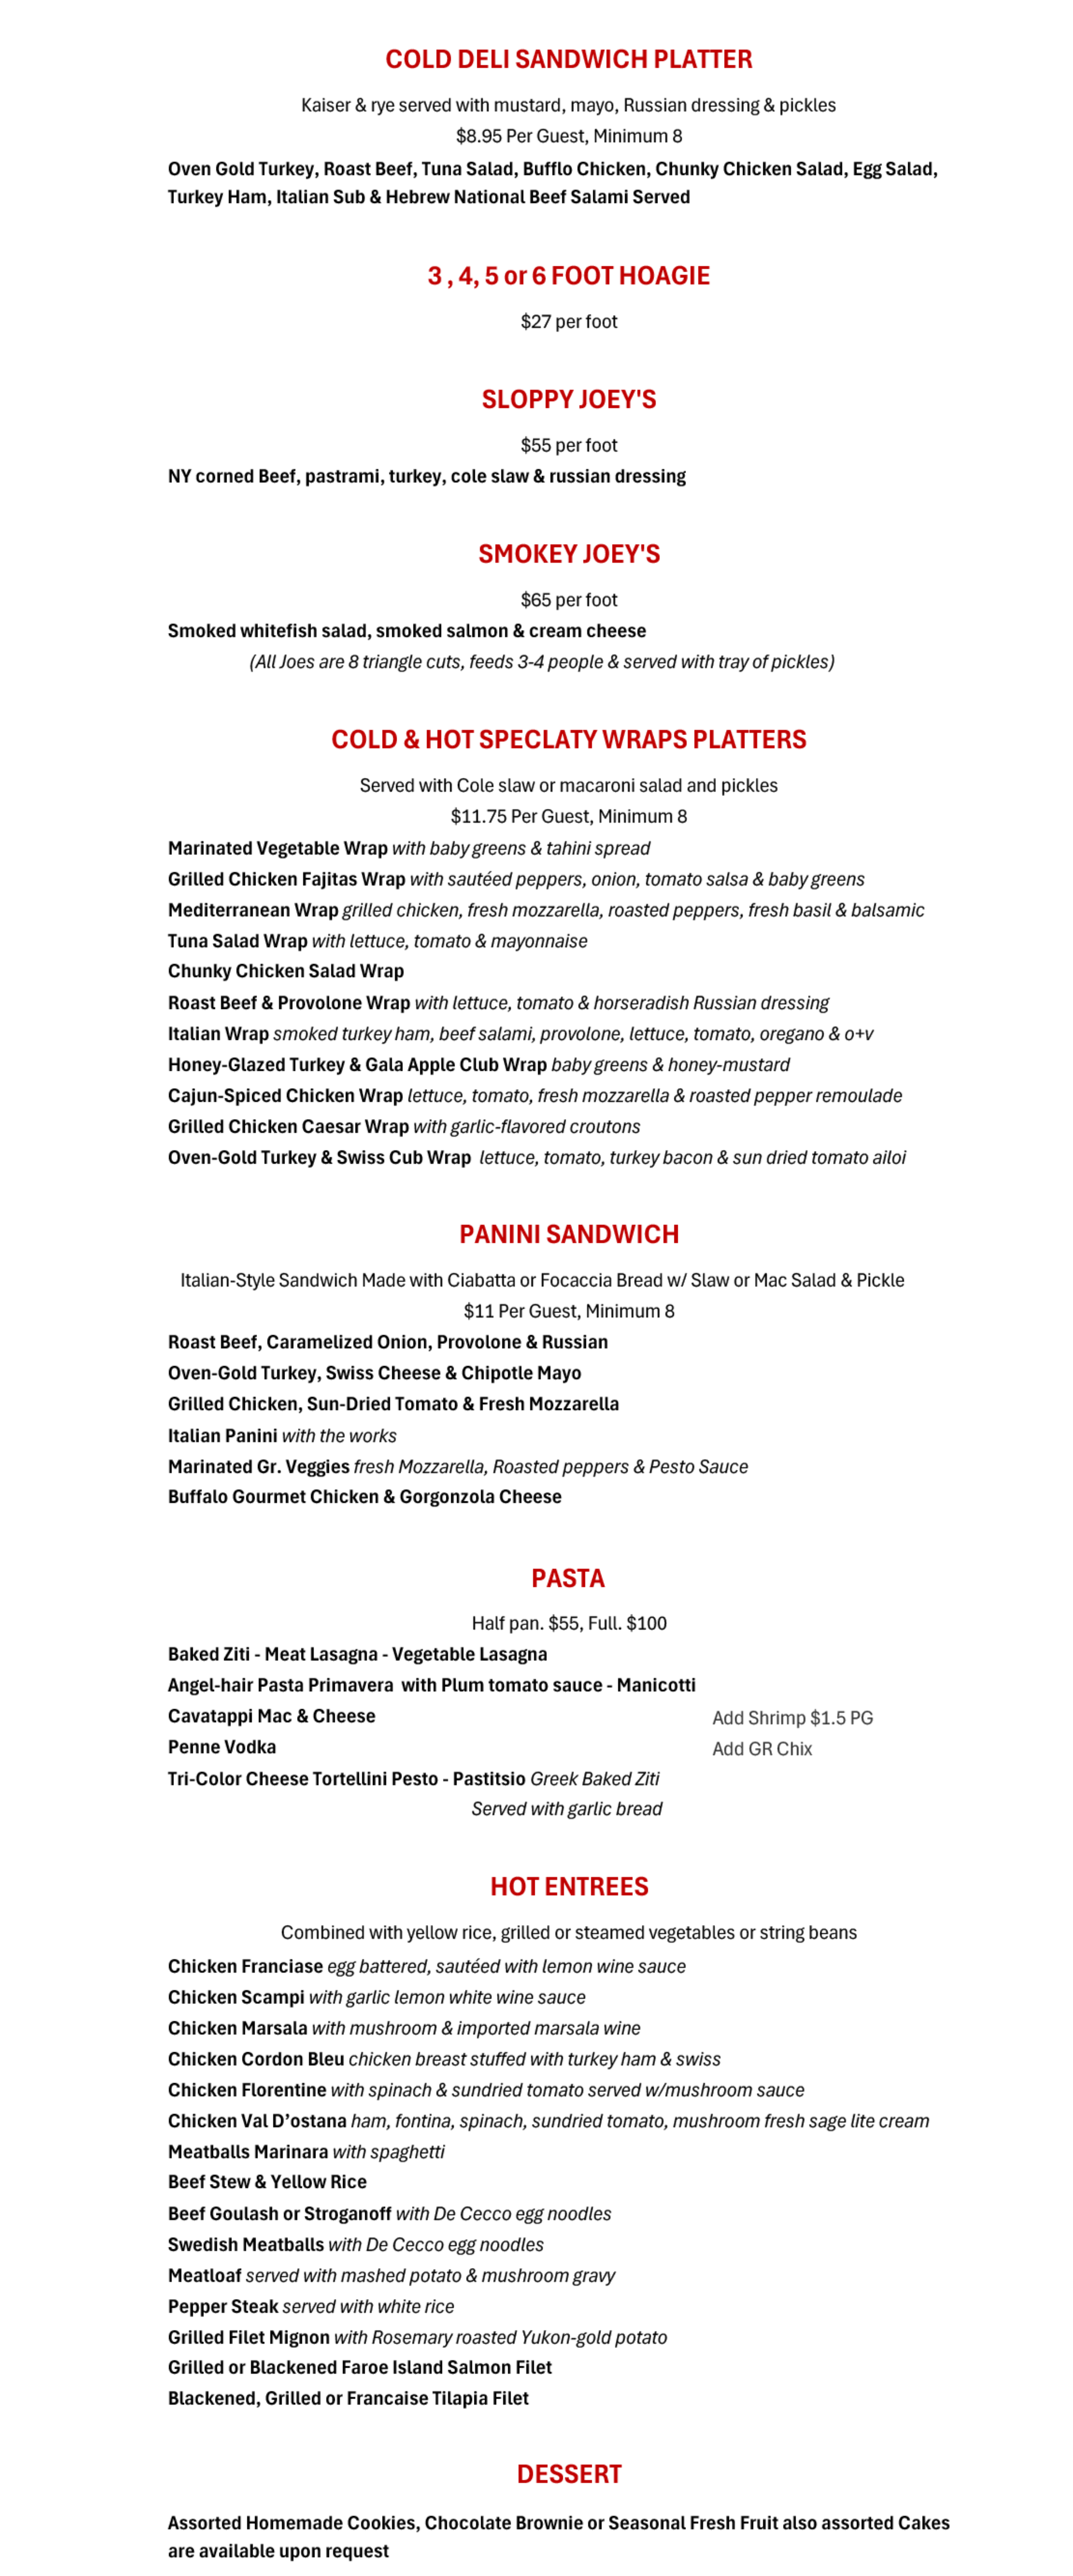 COLD DELI SANDWICH PLATTER
Kaiser & rye served with mustard, mayo, Russian dressing & pickles
$8.95 Per Guest, Minimum 8
Oven Gold Turkey, Roast Beef, Tuna Salad, Bufflo Chicken, Chunky Chicken Salad, Egg Salad,
Turkey Ham, Italian Sub & Hebrew National Beef Salami Served
3 , 4, 5 or 6 FOOT HOAGIE
$27 per foot
SLOPPY JOEY'S
$55 per foot
NY corned Beef, pastrami, turkey, cole slaw & russian dressing
SMOKEY JOEY'S
$65 per foot
Smoked whitefish salad, smoked salmon & cream cheese
(All Joes are 8 triangle cuts, feeds 3-4 people & served with tray of pickles)
COLD & HOT SPECLATY WRAPS PLATTERS
Served with Cole slaw or macaroni salad and pickles
$11.75 Per Guest, Minimum 8
Marinated Vegetable Wrap with baby greens & tahini spread
Grilled Chicken Fajitas Wrap with sautéed peppers, onion, tomato salsa & baby greens
Mediterranean Wrap grilled chicken, fresh mozzarella, roasted peppers, fresh basil & balsamic
Tuna Salad Wrap with lettuce, tomato & mayonnaise
Chunky Chicken Salad Wrap
Roast Beef & Provolone Wrap with lettuce, tomato & horseradish Russian dressing
Italian Wrap smoked turkey ham, beef salami, provolone, lettuce, tomato, oregano & o+v
Honey-Glazed Turkey & Gala Apple Club Wrap baby greens & honey-mustard
Cajun-Spiced Chicken Wrap lettuce, tomato, fresh mozzarella & roasted pepper remoulade
Grilled Chicken Caesar Wrap with garlic-flavored croutons
Oven-Gold Turkey & Swiss Cub Wrap lettuce, tomato, turkey bacon & sun dried tomato ailoi
PANINI SANDWICH
Italian-Style Sandwich Made with Ciabatta or Focaccia Bread w/ Slaw or Mac Salad & Pickle
$11 Per Guest, Minimum 8
Roast Beef, Caramelized Onion, Provolone & Russian
Oven-Gold Turkey, Swiss Cheese & Chipotle Mayo
Grilled Chicken, Sun-Dried Tomato & Fresh Mozzarella
Italian Panini with the works
Marinated Gr. Veggies fresh Mozzarella, Roasted peppers & Pesto Sauce
Buffalo Gourmet Chicken & Gorgonzola Cheese
PASTA
Half pan. $55, Full. $100
Baked Ziti - Meat Lasagna - Vegetable Lasagna
Angel-hair Pasta Primavera with Plum tomato sauce - Manicotti
Cavatappi Mac & Cheese Add Shrimp $1.5 PG
Penne Vodka Add GR Chix
Tri-Color Cheese Tortellini Pesto - Pastitsio Greek Baked Ziti
Served with garlic bread
HOT ENTREES
Combined with yellow rice, grilled or steamed vegetables or string beans
Chicken Franciase egg battered, sautéed with lemon wine sauce
Chicken Scampi with garlic lemon white wine sauce
Chicken Marsala with mushroom & imported marsala wine
Chicken Cordon Bleu chicken breast stuffed with turkey ham & swiss
Chicken Florentine with spinach & sundried tomato served w/mushroom sauce
Chicken Val D’ostana ham, fontina, spinach, sundried tomato, mushroom fresh sage lite cream
Meatballs Marinara with spaghetti
Beef Stew & Yellow Rice
Beef Goulash or Stroganoff with De Cecco egg noodles
Swedish Meatballs with De Cecco egg noodles
Meatloaf served with mashed potato & mushroom gravy
Pepper Steak served with white rice
Grilled Filet Mignon with Rosemary roasted Yukon-gold potato
Grilled or Blackened Faroe Island Salmon Filet
Blackened, Grilled or Francaise Tilapia Filet
DESSERT
Assorted Homemade Cookies, Chocolate Brownie or Seasonal Fresh Fruit also assorted Cakes
are available upon request